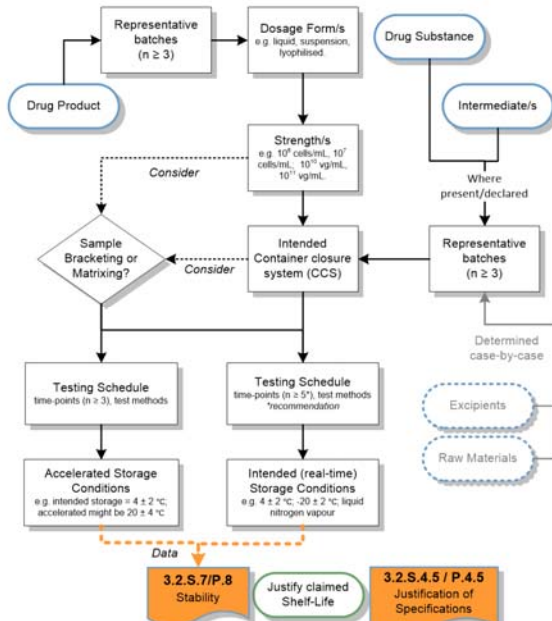 Representative
batches
(n ≥ 3)
Dosage Form/s
e.g. liquid, suspension,
lyophilised.
Drug Substance
Drug Product
Intermediate/s
Strength/s
e.g. 10⁶ cells/mL, 10⁷
cells/mL; 10¹⁰ vg/mL,
10¹¹ vg/mL.
Consider
Where
present/declared
Sample
Bracketing or
Matrixing?
Consider
Intended
Container closure
system (CCS)
Representative
batches
(n ≥ 3)
Determined
case-by-case
Testing Schedule
time-points (n ≥ 3), test methods
Testing Schedule
time-points (n ≥ 5*), test methods
*recommendation
Excipients
Raw Materials
Accelerated Storage
Conditions
e.g. intended storage = 4 ± 2 °C;
accelerated might be 20 ± 4 °C
Intended (real-time)
Storage Conditions
e.g. 4 ± 2 °C; -20 ± 2 °C; liquid
nitrogen vapour
Data
3.2.S.7/P.8
Stability
Justify claimed
Shelf-Life
3.2.S.4.5 / P.4.5
Justification of
Specifications